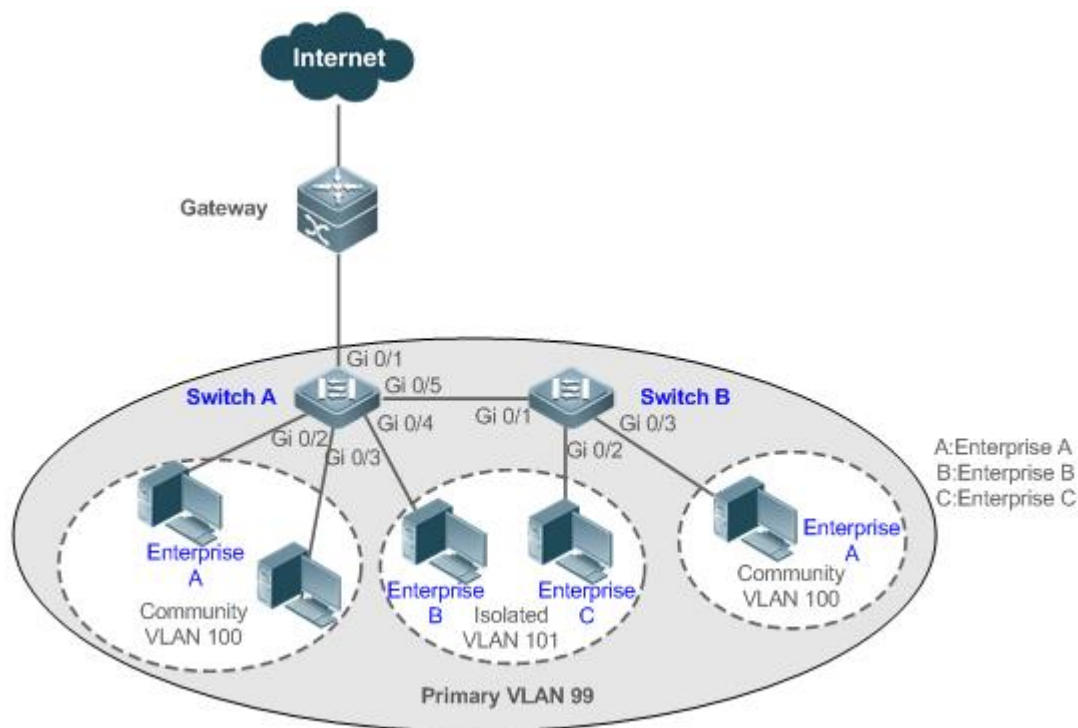 Internet
Gateway
Gi 0/1
Switch A
Gi 0/5
Gi 0/1
Switch B
Gi 0/2
Gi 0/3
Gi 0/4
Gi 0/2
Gi 0/3
A:Enterprise A
B:Enterprise B
C:Enterprise C
Enterprise
A
Community
VLAN 100
Enterprise
B
Isolated
VLAN 101
Enterprise
C
Enterprise
A
Community
VLAN 100
Primary VLAN 99